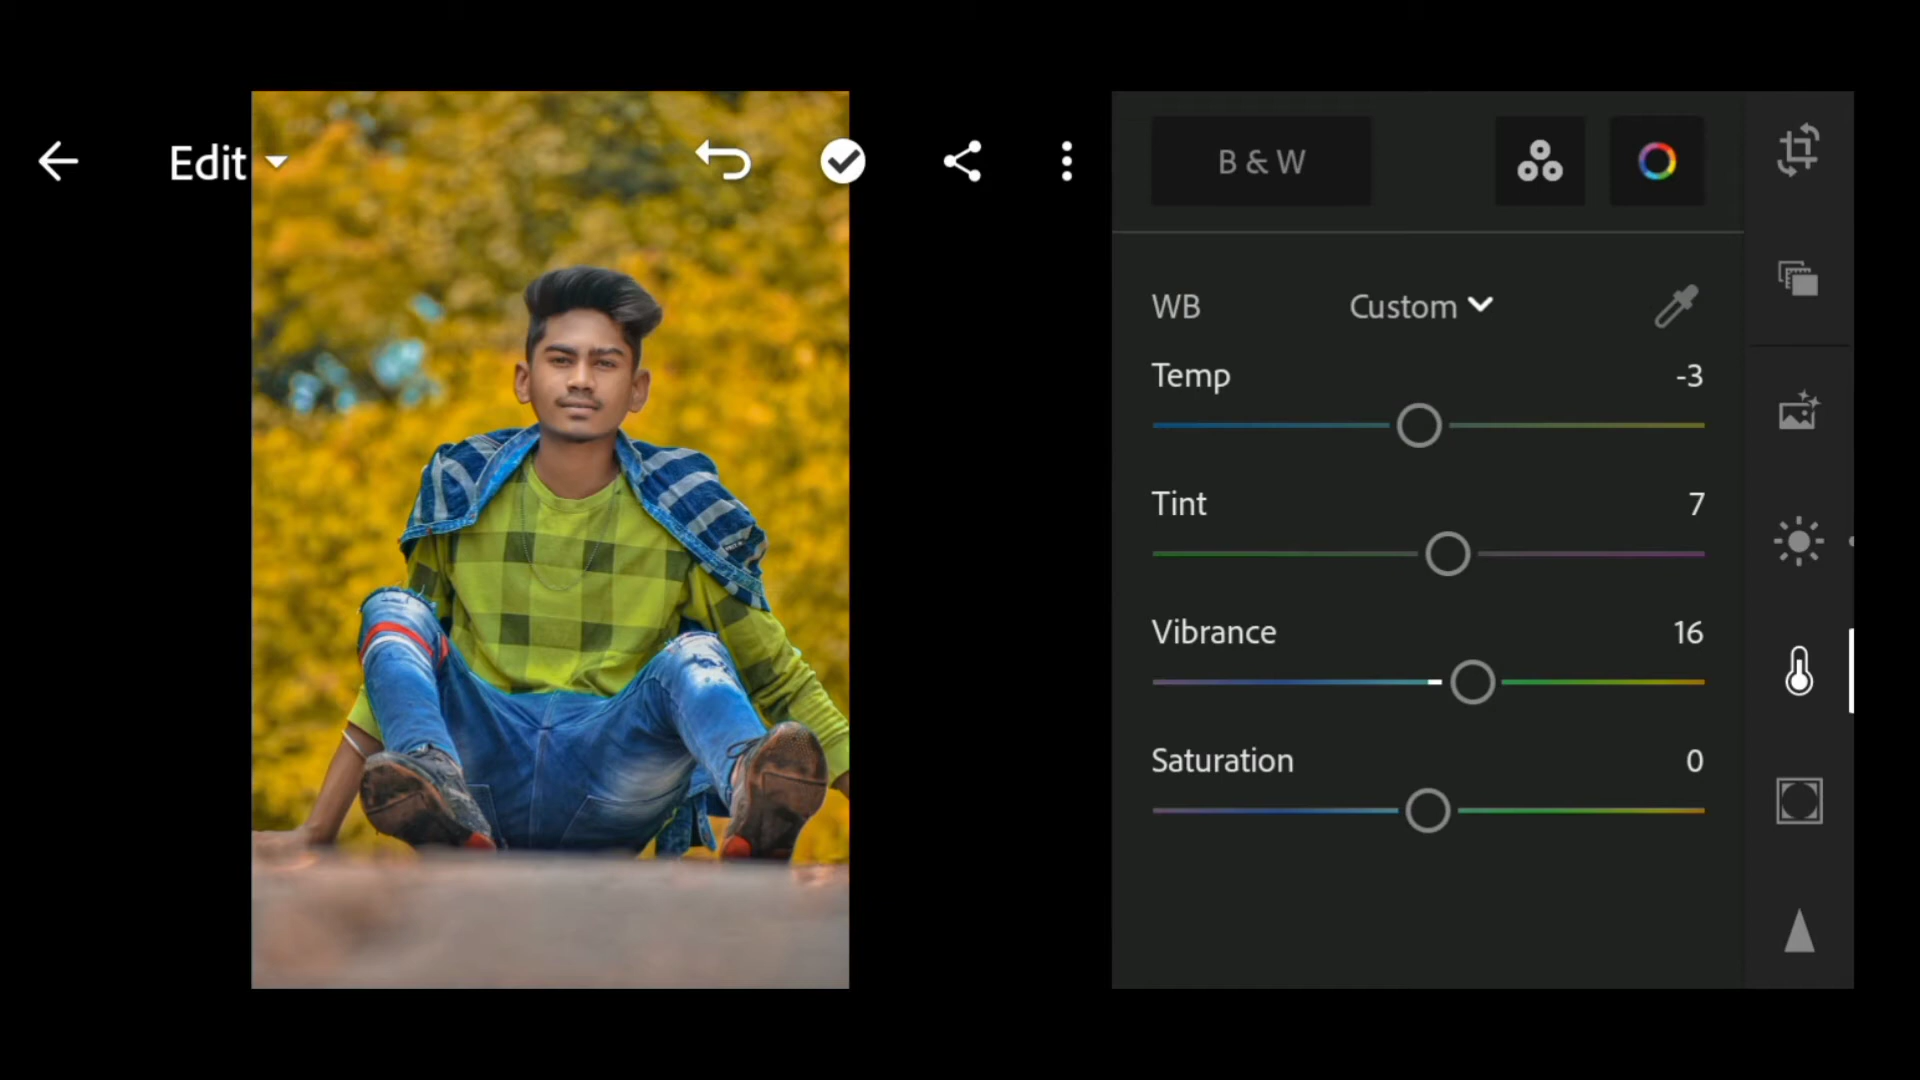 Edit
B & W
WB
Custom
Temp
-3
Tint
7
Vibrance
16
Saturation
0